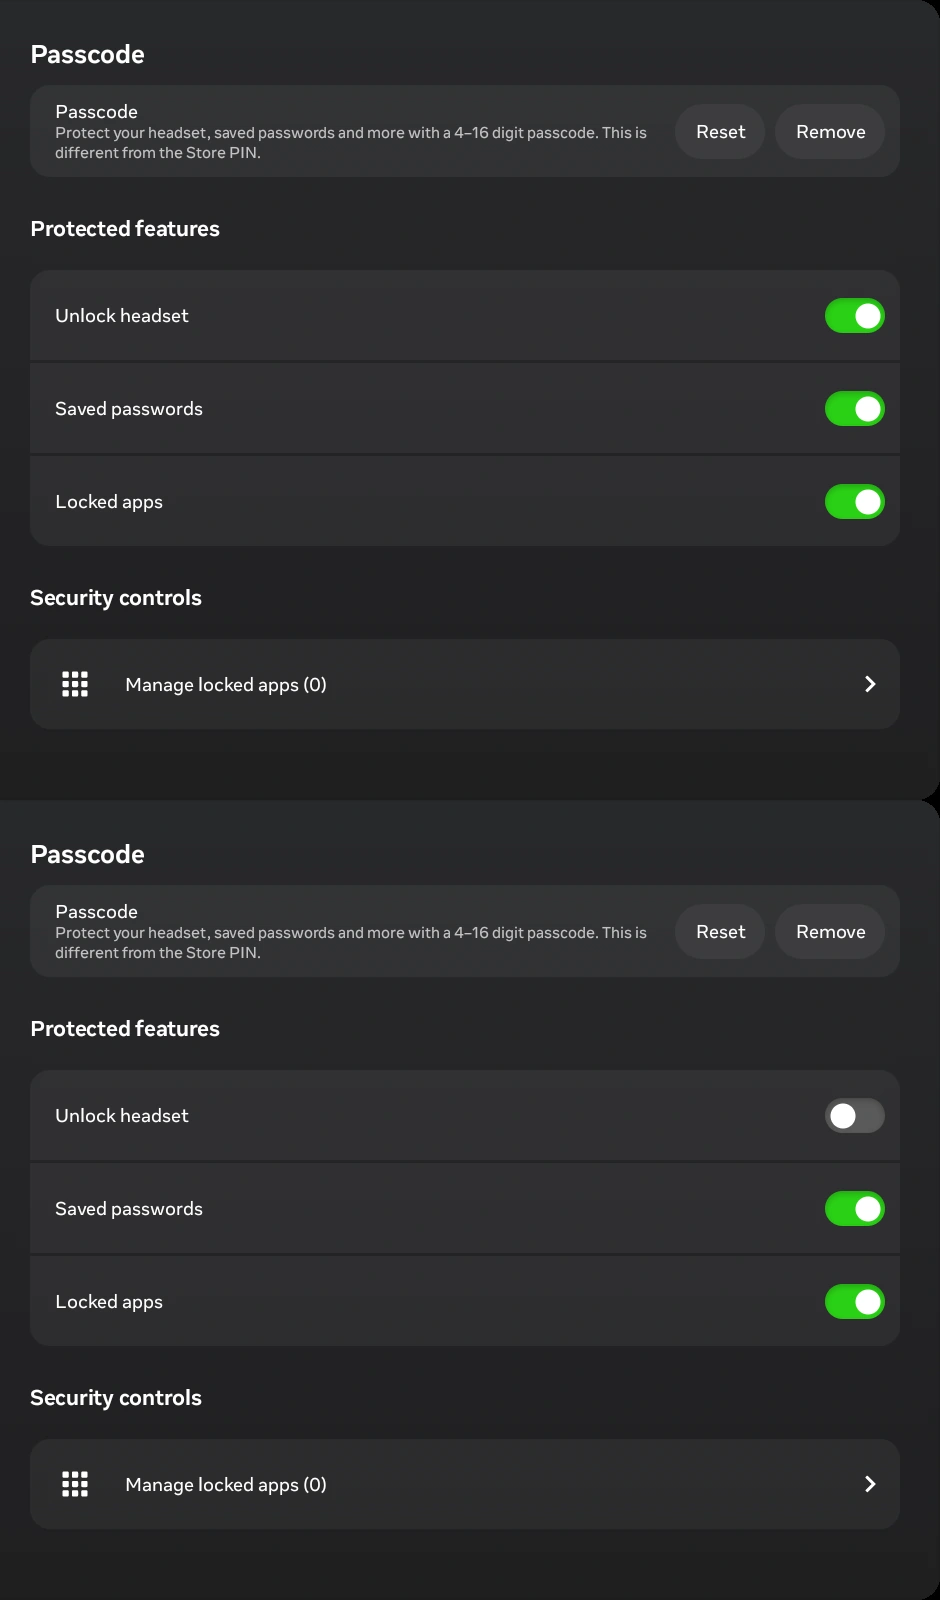 Passcode
Passcode
Protect your headset, saved passwords and more with a 4–16 digit passcode. This is
different from the Store PIN.
Reset
Remove
Protected features
Unlock headset
Saved passwords
Locked apps
Security controls
Manage locked apps (0)
Passcode
Passcode
Protect your headset, saved passwords and more with a 4–16 digit passcode. This is
different from the Store PIN.
Reset
Remove
Protected features
Unlock headset
Saved passwords
Locked apps
Security controls
Manage locked apps (0)